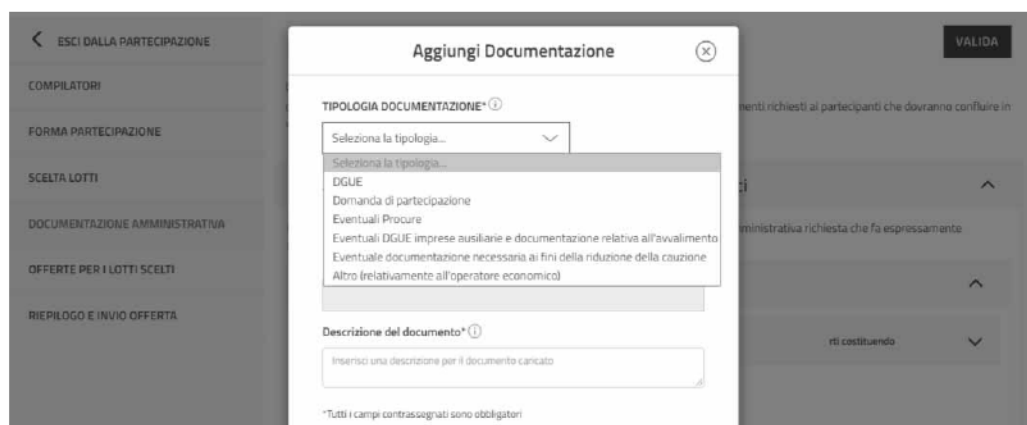 ESCI DALLA PARTECIPAZIONE
COMPILATORI
FORMA PARTECIPAZIONE
SCELTA LOTTI
DOCUMENTAZIONE AMMINISTRATIVA
OFFERTE PER I LOTTI SCELTI
RIEPILOGO E INVIO OFFERTA
Aggiungi Documentazione
TIPOLOGIA DOCUMENTAZIONE*
Seleziona la tipologia...
Seleziona la tipologia...
DGUE
Domanda di partecipazione
Eventuali Procure
Eventuali DGUE imprese ausiliarie e documentazione relativa all'avvalimento
Eventuale documentazione necessaria ai fini della riduzione della cauzione
Altro (relativamente all'operatore economico)
Descrizione del documento*
Inserisci una descrizione per il documento caricato
*Tutti i campi contrassegnati sono obbligatori
VALIDA
menti richiesti ai partecipanti che dovranno confluire in
ministrativa richiesta che fa espressamente
rti costituendo